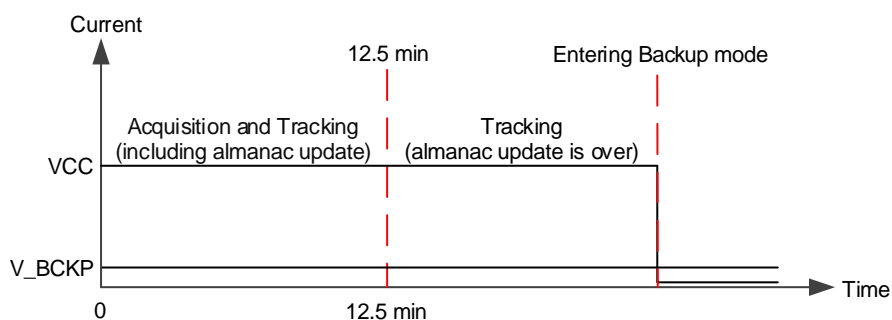 Current
12.5 min
Entering Backup mode
Acquisition and Tracking
(including almanac update)
Tracking
(almanac update is over)
VCC
V_BCKP
Time
0
12.5 min